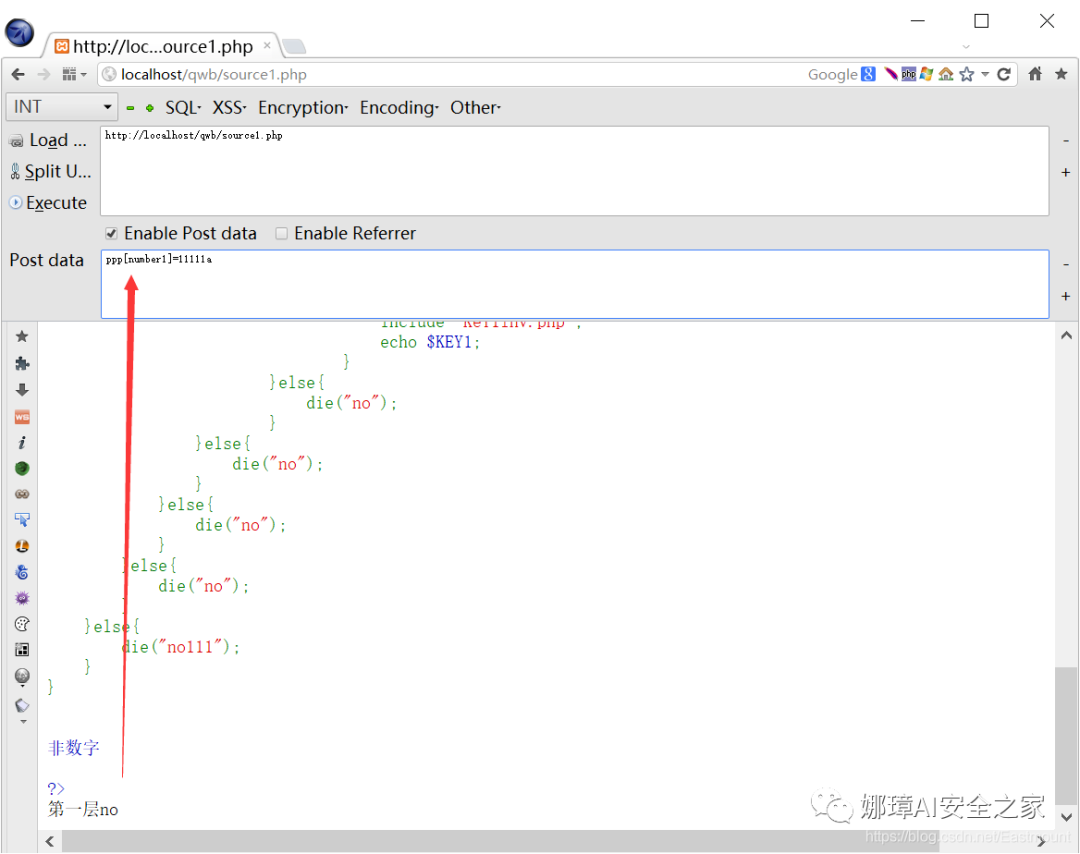 http://loc...ource1.php ×
localhost/qwb/source1.php
Google
INT
SQL XSS Encryption Encoding Other
Load ...
http://localhost/qwb/source1.php
Split U...
Execute
Enable Post data Enable Referrer
Post data
ppp[number1]=11111a
echo $KEY1;
}
}else{
die("no");
}
}else{
die("no");
}
}else{
die("no");
}
}else{
die("no");
}else{
die("no111");
}
}
非数字
?>
第一层no
娜璋AI安全之家
https://blog.csdn.net/Eastmount